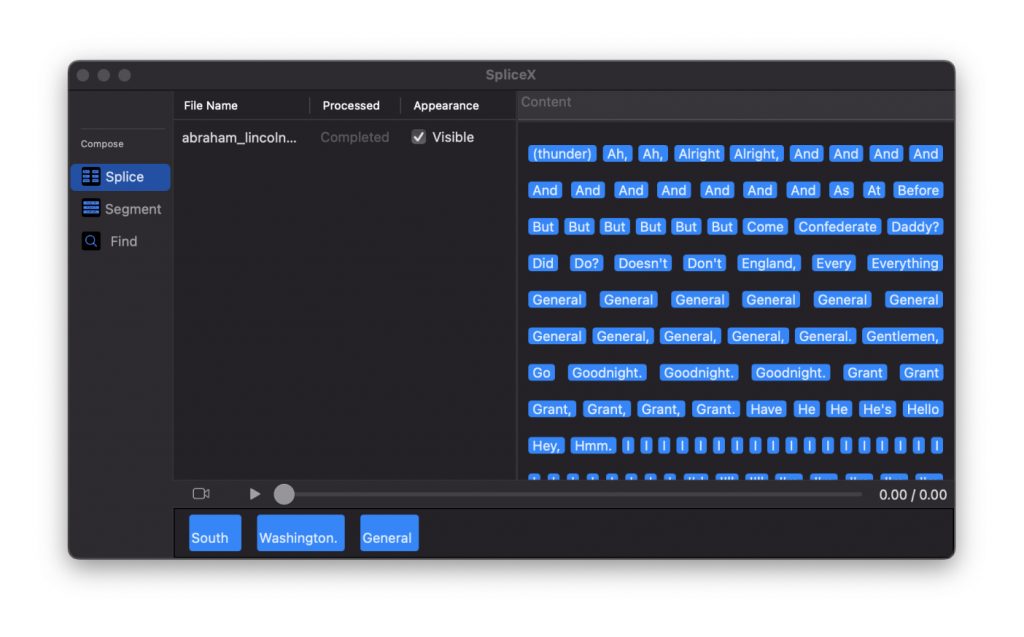 SpliceX
File Name Processed Appearance Content
Compose
abraham_lincoln... Completed Visible
Splice
Segment
Find
(thunder) Ah, Ah, Alright Alright, And And And And
And And And And And And And As At Before
But But But But But But Come Confederate Daddy?
Did Do? Doesn't Don't England, Every Everything
General General General General General General
General General, General, General, General. Gentlemen,
Go Goodnight. Goodnight. Goodnight. Grant Grant
Grant, Grant, Grant, Grant. Have He He He's Hello
Hey, Hmm. I I I I I I I I I I I I I I I I I I
0.00 / 0.00
South Washington. General